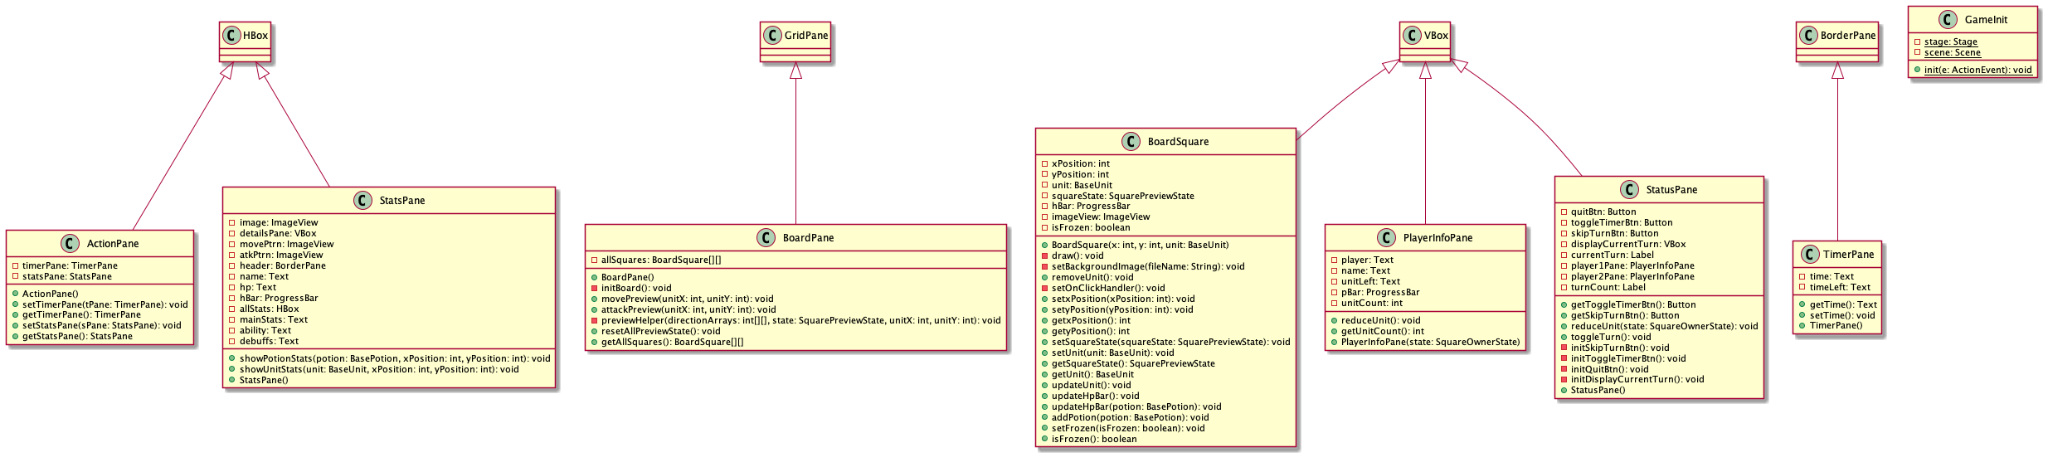 C HBox
C GridPane
C VBox
C BorderPane
C GameInit
stage: Stage
scene: Scene
init(e: ActionEvent): void
C ActionPane
timerPane: TimerPane
statsPane: StatsPane
ActionPane()
setTimerPane(tPane: TimerPane): void
getTimerPane(): TimerPane
setStatsPane(sPane: StatsPane): void
getStatsPane(): StatsPane
C StatsPane
image: ImageView
detailsPane: VBox
movePtrn: ImageView
atkPtrn: ImageView
header: BorderPane
name: Text
hp: Text
hBar: ProgressBar
allStats: HBox
mainStats: Text
ability: Text
debuffs: Text
showPotionStats(potion: BasePotion, xPosition: int, yPosition: int): void
showUnitStats(unit: BaseUnit, xPosition: int, yPosition: int): void
StatsPane()
C BoardPane
allSquares: BoardSquare[][]
BoardPane()
initBoard(): void
movePreview(unitX: int, unitY: int): void
attackPreview(unitX: int, unitY: int): void
previewHelper(directionArrays: int[][], state: SquarePreviewState, unitX: int, unitY: int): void
resetAllPreviewState(): void
getAllSquares(): BoardSquare[][]
C BoardSquare
xPosition: int
yPosition: int
unit: BaseUnit
squareState: SquarePreviewState
hBar: ProgressBar
imageView: ImageView
isFrozen: boolean
BoardSquare(x: int, y: int, unit: BaseUnit)
draw(): void
setBackgroundImage(fileName: String): void
removeUnit(): void
setOnClickHandler(): void
setxPosition(xPosition: int): void
setyPosition(yPosition: int): void
getxPosition(): int
getyPosition(): int
setSquareState(squareState: SquarePreviewState): void
setUnit(unit: BaseUnit): void
getSquareState(): SquarePreviewState
getUnit(): BaseUnit
updateUnit(): void
updateHpBar(): void
updateHpBar(potion: BasePotion): void
addPotion(potion: BasePotion): void
setFrozen(isFrozen: boolean): void
isFrozen(): boolean
C PlayerInfoPane
player: Text
name: Text
unitLeft: Text
pBar: ProgressBar
unitCount: int
reduceUnit(): void
getUnitCount(): int
PlayerInfoPane(state: SquareOwnerState)
C StatusPane
quitBtn: Button
toggleTimerBtn: Button
skipTurnBtn: Button
displayCurrentTurn: VBox
currentTurn: Label
player1Pane: PlayerInfoPane
player2Pane: PlayerInfoPane
turnCount: Label
getToggleTimerBtn(): Button
getSkipTurnBtn(): Button
reduceUnit(state: SquareOwnerState): void
toggleTurn(): void
initSkipTurnBtn(): void
initToggleTimerBtn(): void
initQuitBtn(): void
initDisplayCurrentTurn(): void
StatusPane()
C TimerPane
time: Text
timeLeft: Text
getTime(): Text
setTime(): void
TimerPane()